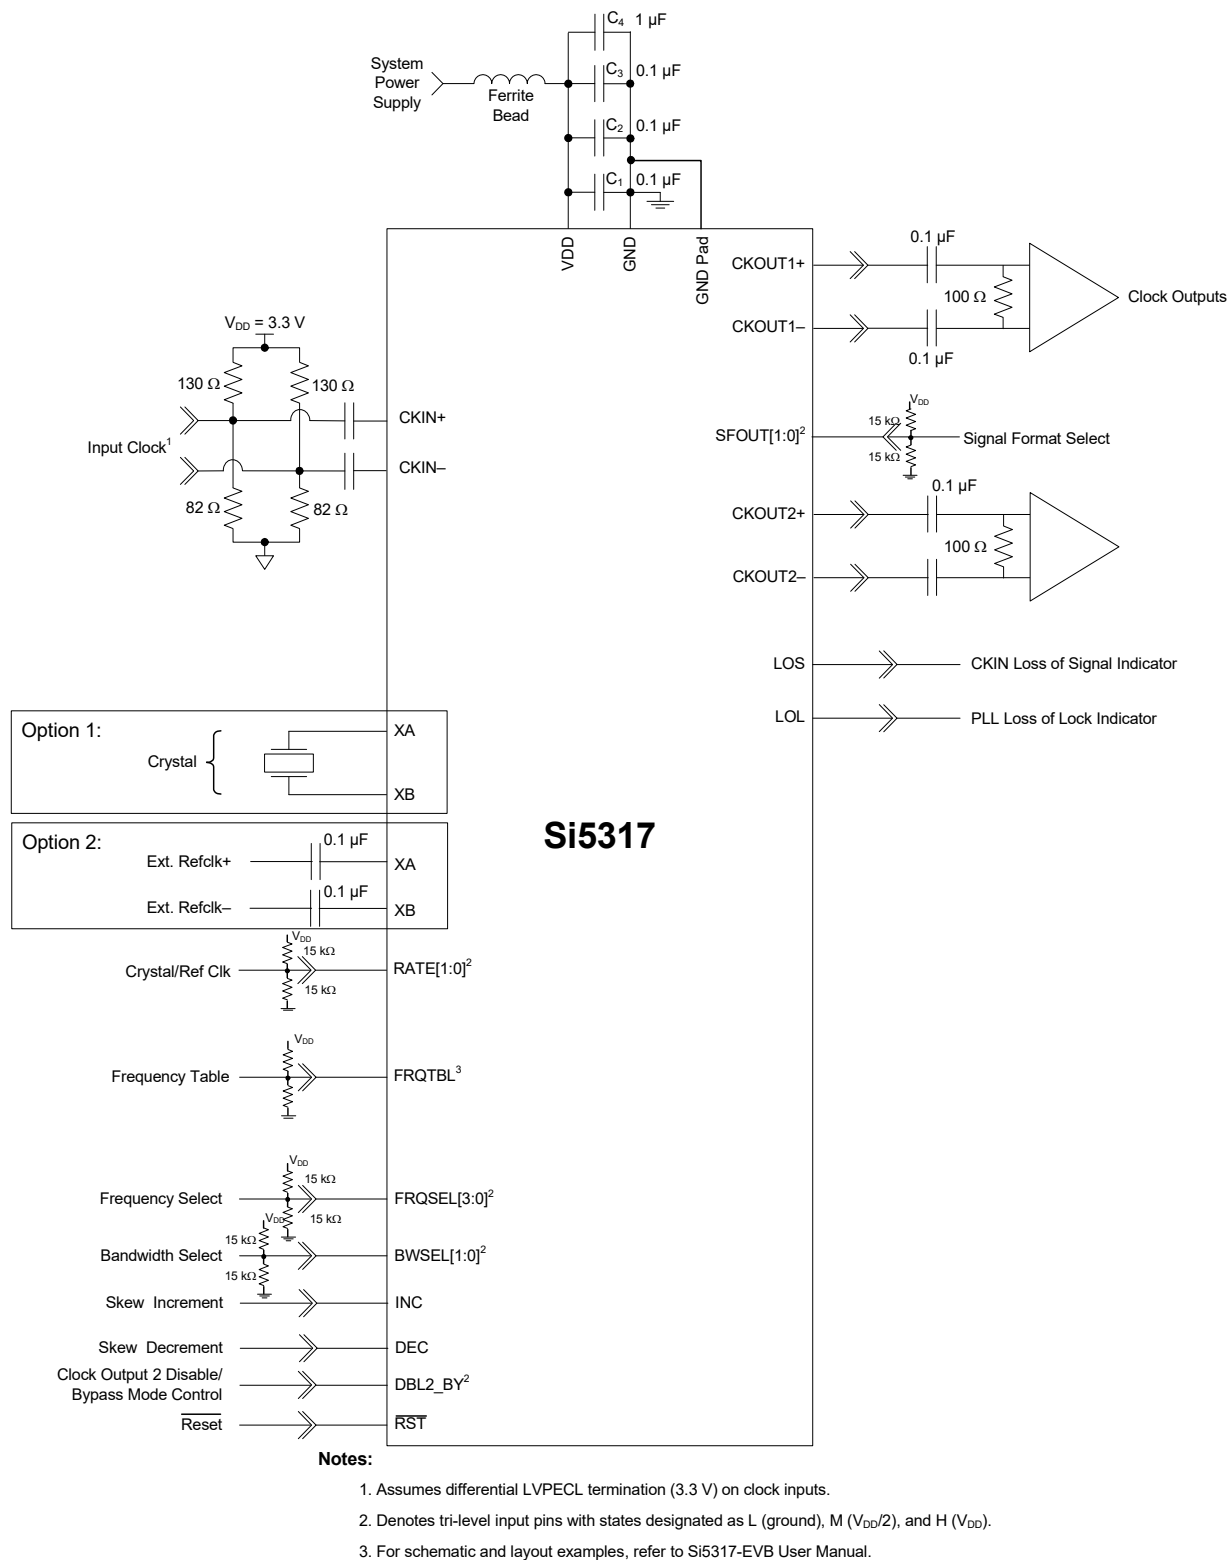 C4 1 µF
System
Power
Supply
Ferrite
Bead
C3 0.1 µF
C2 0.1 µF
C1 0.1 µF
VDD
GND
GND Pad
CKOUT1+
0.1 µF
100 Ω
Clock Outputs
CKOUT1–
0.1 µF
VDD = 3.3 V
130 Ω
130 Ω
CKIN+
Input Clock1
CKIN–
82 Ω
82 Ω
SFOUT[1:0]2
VDD
15 kΩ
15 kΩ
Signal Format Select
CKOUT2+
0.1 µF
100 Ω
CKOUT2–
LOS
CKIN Loss of Signal Indicator
LOL
PLL Loss of Lock Indicator
Option 1:
Crystal
XA
XB
Si5317
Option 2:
Ext. Refclk+
0.1 µF
XA
Ext. Refclk–
0.1 µF
XB
Crystal/Ref Clk
VDD
15 kΩ
15 kΩ
RATE[1:0]2
Frequency Table
VDD
FRQTBL3
Frequency Select
VDD
15 kΩ
15 kΩ
FRQSEL[3:0]2
Bandwidth Select
VDD
15 kΩ
15 kΩ
BWSEL[1:0]2
Skew Increment
INC
Skew Decrement
DEC
Clock Output 2 Disable/
Bypass Mode Control
DBL2_BY2
Reset
RST
Notes:
1. Assumes differential LVPECL termination (3.3 V) on clock inputs.
2. Denotes tri-level input pins with states designated as L (ground), M (VDD/2), and H (VDD).
3. For schematic and layout examples, refer to Si5317-EVB User Manual.